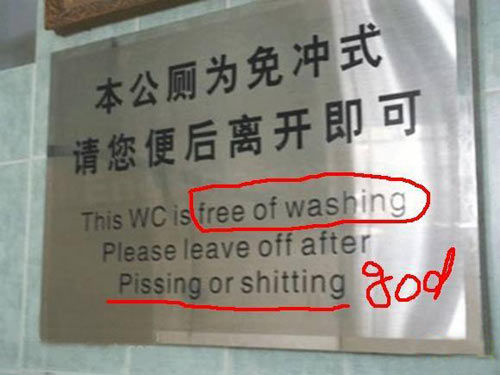 本公厕为免冲式
请您便后离开即可
This WC is free of washing
Please leave off after
Pissing or shitting god